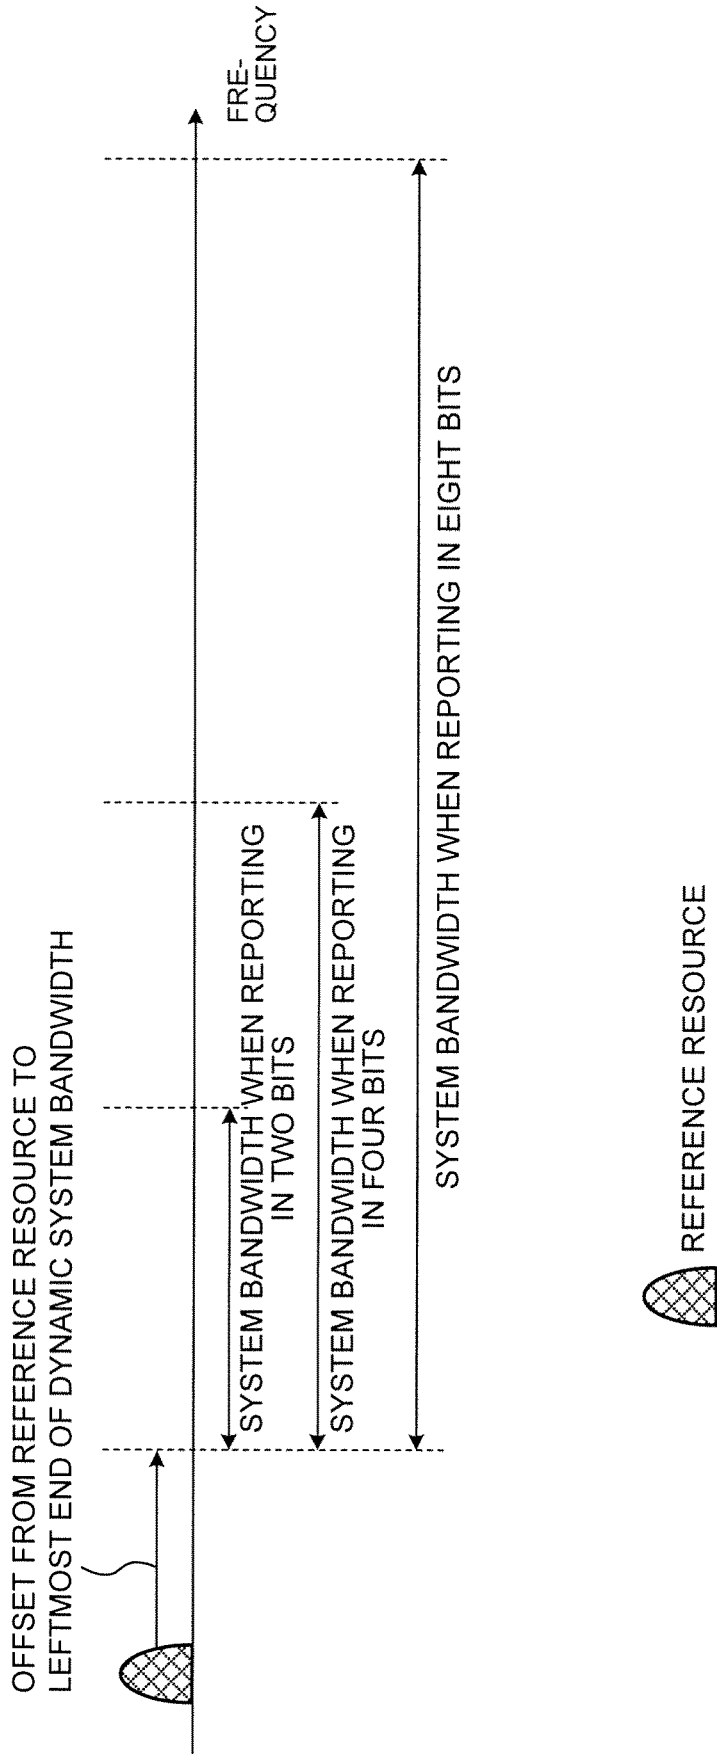 OFFSET FROM REFERENCE RESOURCE TO
LEFTMOST END OF DYNAMIC SYSTEM BANDWIDTH
FRE-
QUENCY
SYSTEM BANDWIDTH WHEN REPORTING
IN TWO BITS
SYSTEM BANDWIDTH WHEN REPORTING
IN FOUR BITS
SYSTEM BANDWIDTH WHEN REPORTING IN EIGHT BITS
REFERENCE RESOURCE